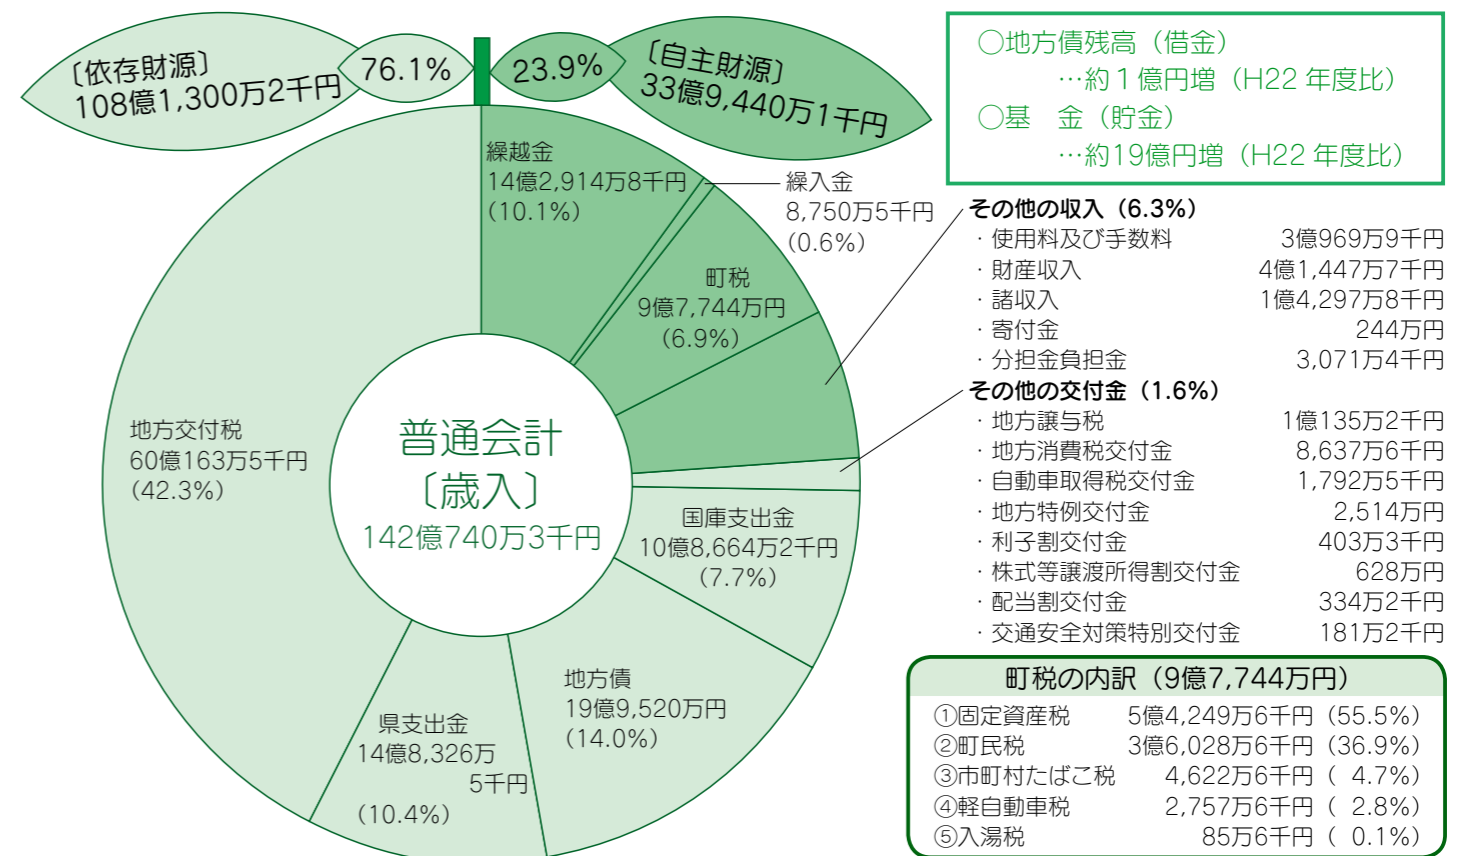 〔依存財源〕
108億1,300万2千円
76.1%
23.9%
〔自主財源〕
33億9,440万1千円
○地方債残高（借金）
…約１億円増（H22 年度比）
○基　金（貯金）
…約19億円増（H22 年度比）
繰越金
14億2,914万8千円
(10.1%)
繰入金
8,750万5千円
(0.6%)
町税
9億7,744万円
(6.9%)
その他の収入（6.3%）
・使用料及び手数料　3億969万9千円
・財産収入　4億1,447万7千円
・諸収入　1億4,297万8千円
・寄付金　244万円
・分担金負担金　3,071万4千円
その他の交付金（1.6%）
・地方譲与税　1億135万2千円
・地方消費税交付金　8,637万6千円
・自動車取得税交付金　1,792万5千円
・地方特例交付金　2,514万円
・利子割交付金　403万3千円
・株式等譲渡所得割交付金　628万円
・配当割交付金　334万2千円
・交通安全対策特別交付金　181万2千円
普通会計
〔歳入〕
142億740万3千円
地方交付税
60億163万5千円
(42.3%)
国庫支出金
10億8,664万2千円
(7.7%)
地方債
19億9,520万円
(14.0%)
県支出金
14億8,326万
5千円
(10.4%)
町税の内訳（9億7,744万円）
①固定資産税　5億4,249万6千円（55.5%）
②町民税　3億6,028万6千円（36.9%）
③市町村たばこ税　4,622万6千円（ 4.7%）
④軽自動車税　2,757万6千円（ 2.8%）
⑤入湯税　85万6千円（ 0.1%）